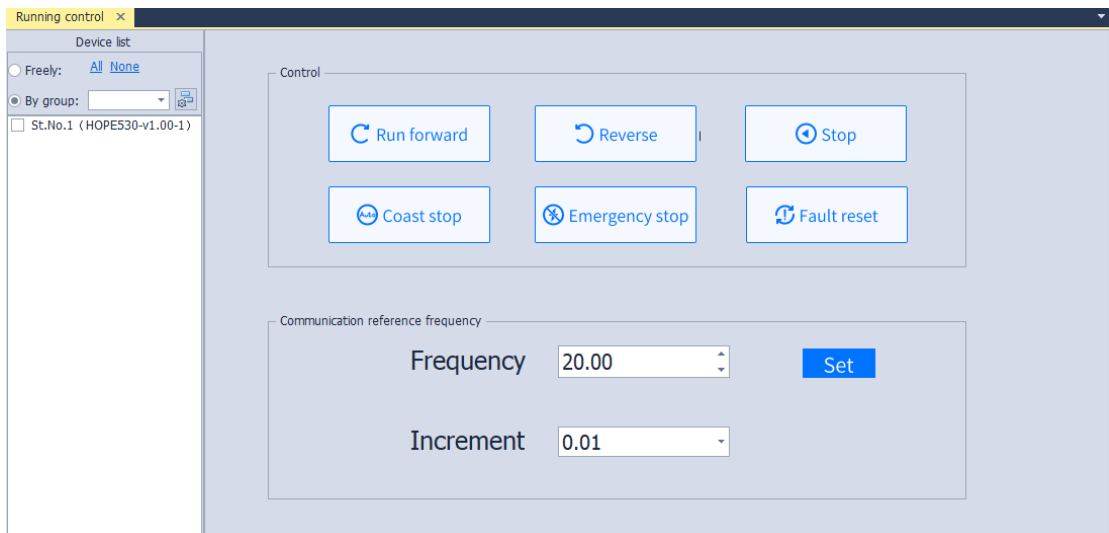 Running control ×
Device list
Freely: All None
By group:
St.No.1 (HOPE530-v1.00-1)
Control
Run forward
Reverse
Stop
Auto Coast stop
Emergency stop
Fault reset
Communication reference frequency
Frequency 20.00 Set
Increment 0.01